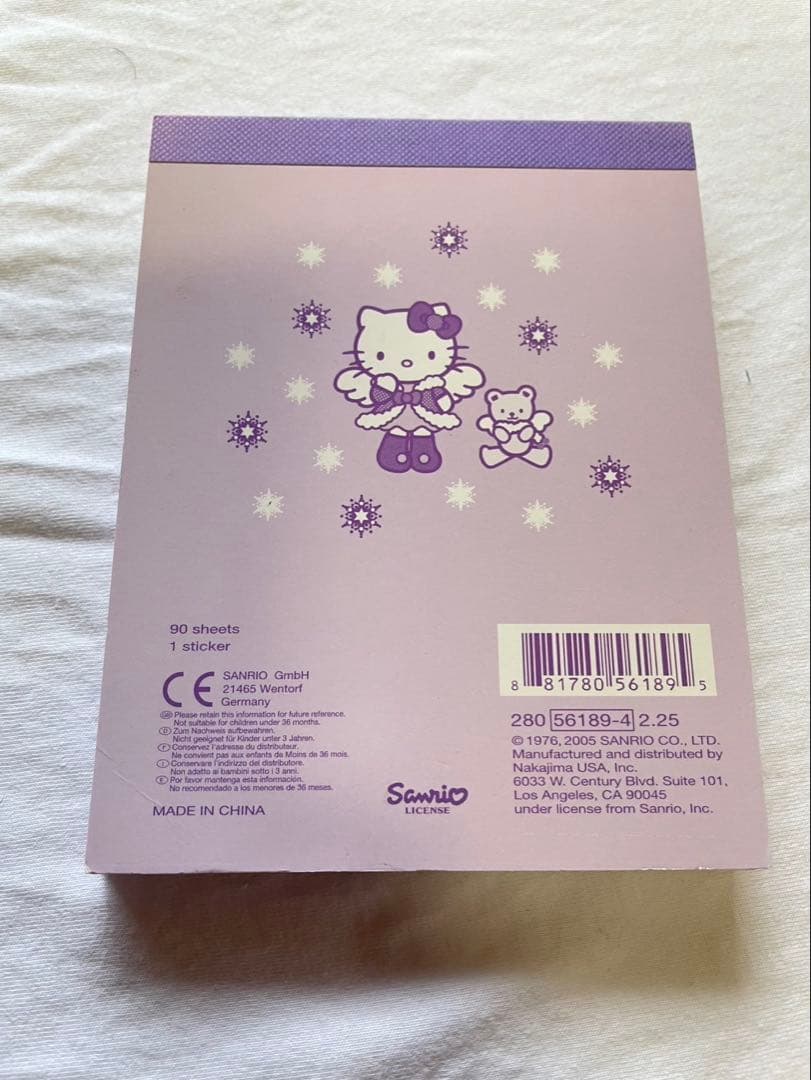 90 sheets
1 sticker
CE
SANRIO GmbH
21465 Wentorf
Germany
GB Please retain this information for future reference.
Not suitable for children under 36 months.
D Zum Nachweis aufbewahren.
Nicht geeignet für Kinder unter 3 Jahren.
F Conservez l'adresse du distributeur.
Ne convient pas aux enfants de Moins de 36 mois.
I Conservare l'indirizzo del distributore.
Non adatto ai bambini sotto i 3 anni.
E Por favor mantenga esta información.
No recomendado a los menores de 36 meses.
MADE IN CHINA
Sanrio
LICENSE
8 81780 56189 5
280 56189-4 2.25
© 1976, 2005 SANRIO CO., LTD.
Manufactured and distributed by
Nakajima USA, Inc.
6033 W. Century Blvd. Suite 101,
Los Angeles, CA 90045
under license from Sanrio, Inc.